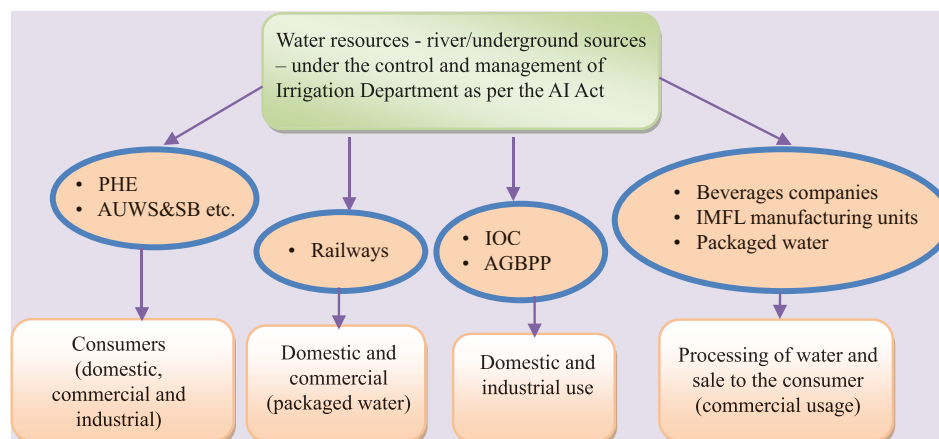 Water resources - river/underground sources
– under the control and management of
Irrigation Department as per the AI Act
• PHE
• AUWS&SB etc.
• Railways
• IOC
• AGBPP
• Beverages companies
• IMFL manufacturing units
• Packaged water
Consumers
(domestic,
commercial and
industrial)
Domestic and
commercial
(packaged water)
Domestic and
industrial use
Processing of water and
sale to the consumer
(commercial usage)